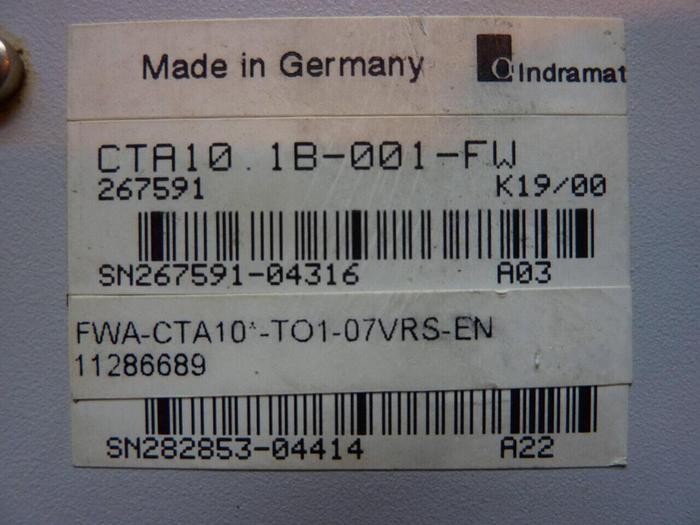 Made in Germany Indramat
CTA10.1B-001-FW
267591 K19/00
SN267591-04316 A03
FWA-CTA10*-TO1-07VRS-EN
11286689
SN282853-04414 A22